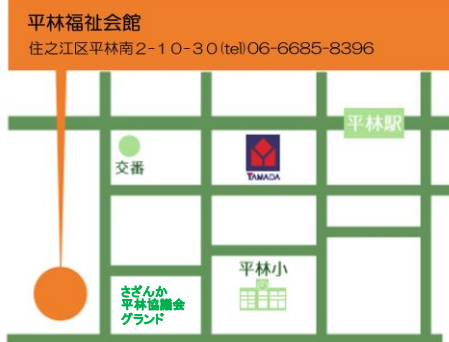 平林福祉会館
住之江区平林南2-10-30(tel)06-6685-8396
平林駅
交番
YAMADA
平林小
さざんか
平林協議会
グランド